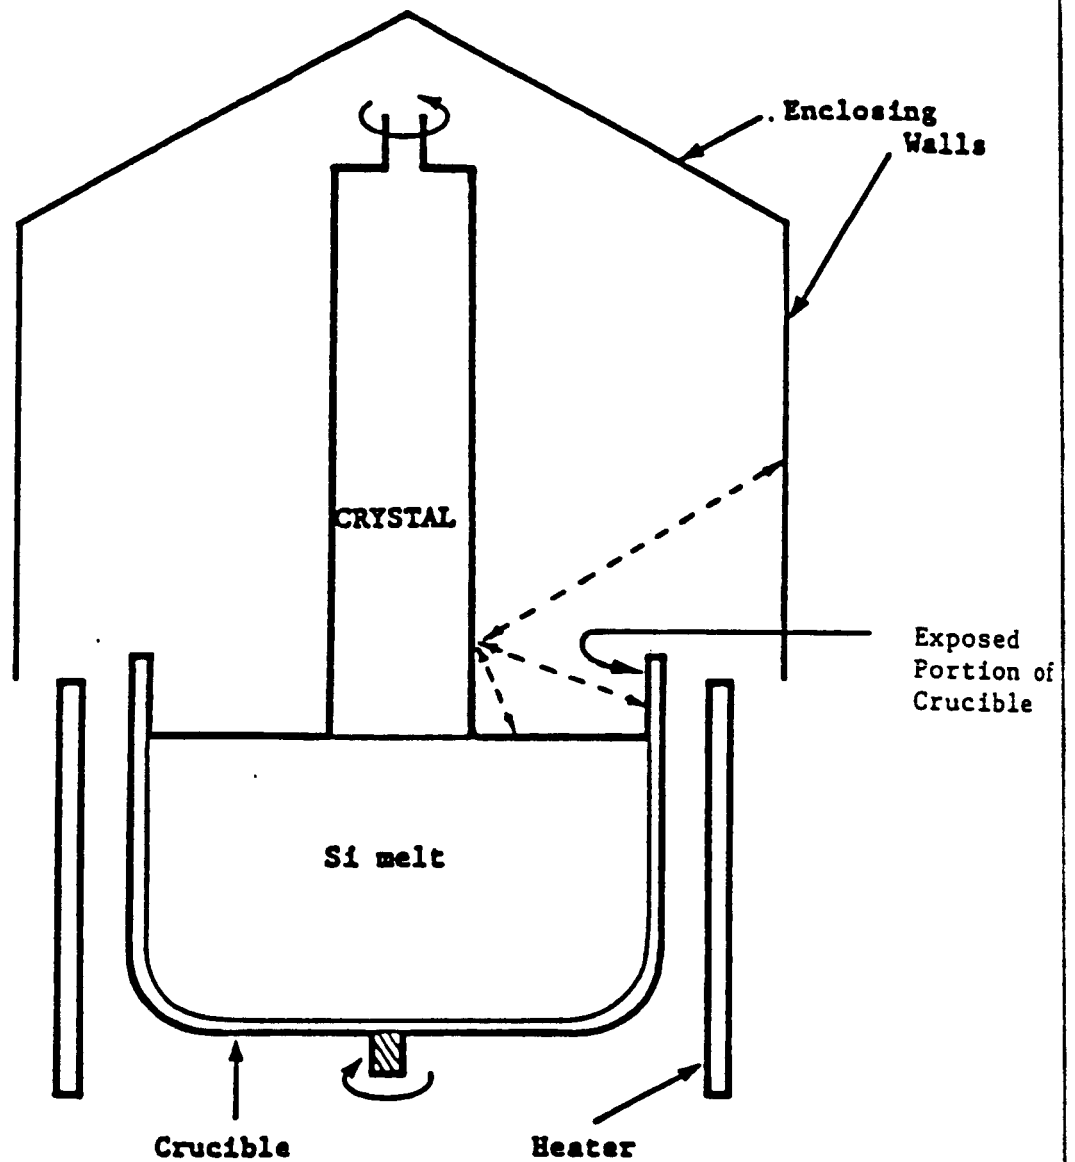 Enclosing
Walls
CRYSTAL
Exposed
Portion of
Crucible
Si melt
Crucible
Heater